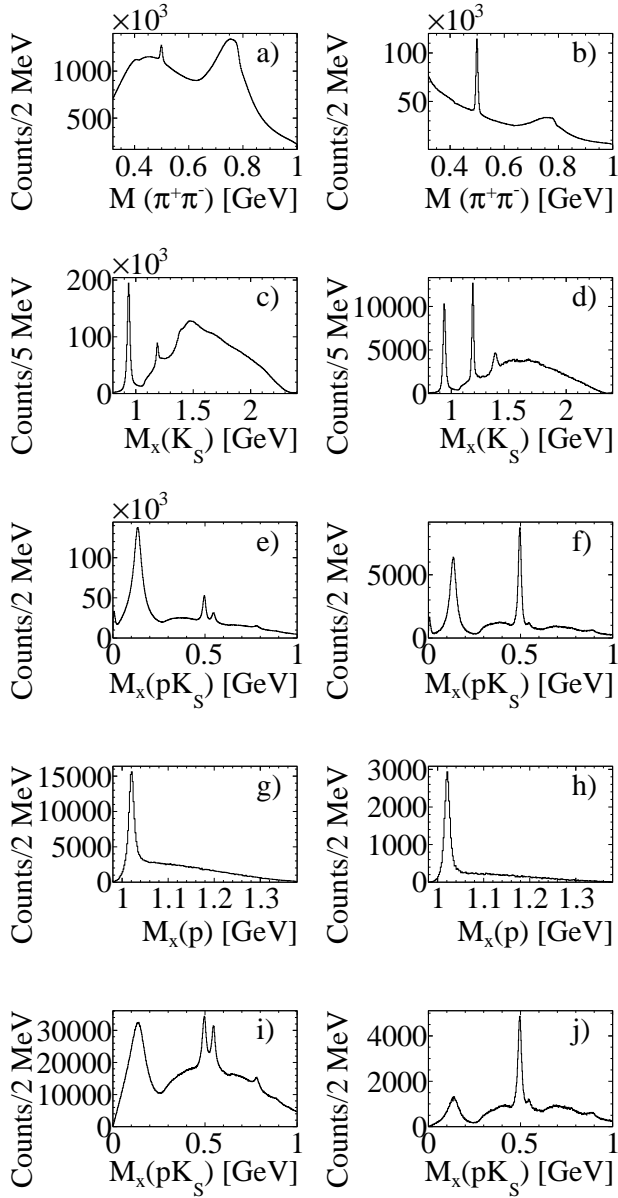 ×10³ ×10³
Counts/2 MeV 1000 500 a) Counts/2 MeV 100 50 b)
0.4 0.6 0.8 1 0.4 0.6 0.8 1
M (π⁺π⁻) [GeV] M (π⁺π⁻) [GeV]
×10³
Counts/5 MeV 200 100 0 c) Counts/5 MeV 10000 5000 0 d)
1 1.5 2 1 1.5 2
Mₓ(K_S) [GeV] Mₓ(K_S) [GeV]
×10³
Counts/2 MeV 100 50 0 e) Counts/2 MeV 5000 0 f)
0 0.5 1 0 0.5 1
Mₓ(pK_S) [GeV] Mₓ(pK_S) [GeV]
Counts/2 MeV 15000 10000 5000 0 g) Counts/2 MeV 3000 2000 1000 0 h)
1 1.1 1.2 1.3 1 1.1 1.2 1.3
Mₓ(p) [GeV] Mₓ(p) [GeV]
Counts/2 MeV 30000 20000 10000 0 i) Counts/2 MeV 4000 2000 0 j)
0 0.5 1 0 0.5 1
Mₓ(pK_S) [GeV] Mₓ(pK_S) [GeV]